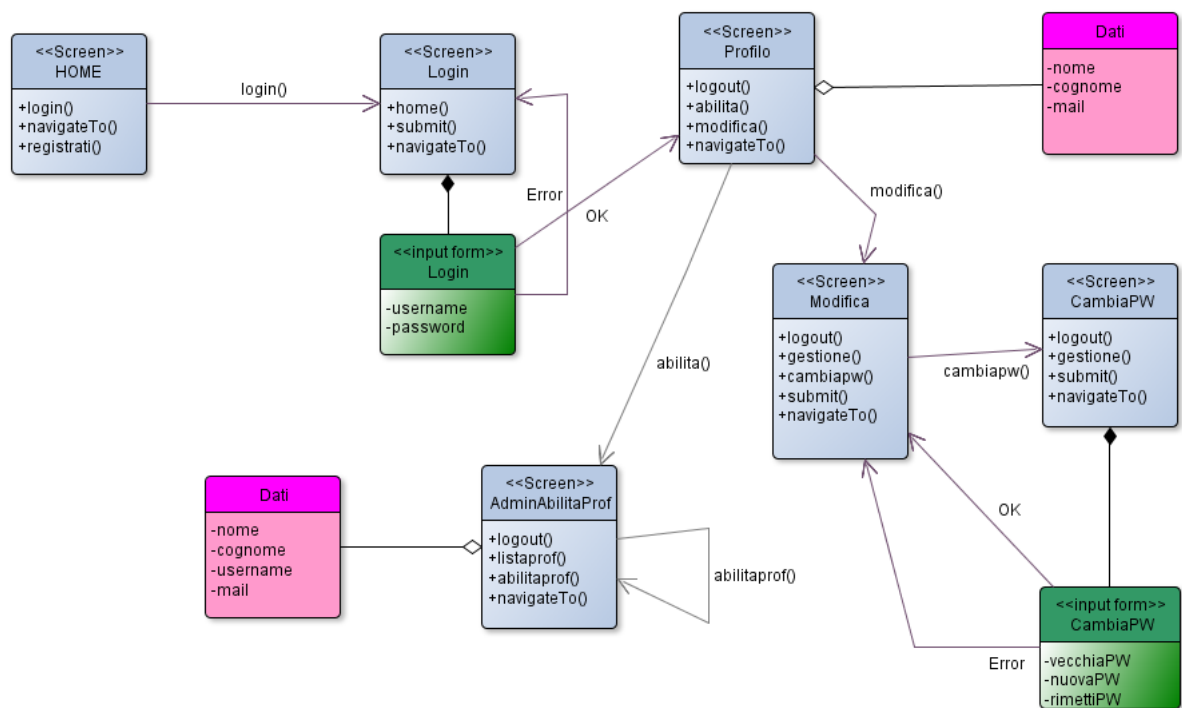 <<Screen>>
HOME
+login()
+navigateTo()
+registrati()
login()
<<Screen>>
Login
+home()
+submit()
+navigateTo()
<<input form>>
Login
-username
-password
Error
OK
<<Screen>>
Profilo
+logout()
+abilita()
+modifica()
+navigateTo()
Dati
-nome
-cognome
-mail
modifica()
abilita()
<<Screen>>
Modifica
+logout()
+gestione()
+cambiapw()
+submit()
+navigateTo()
cambiapw()
<<Screen>>
CambiaPW
+logout()
+gestione()
+submit()
+navigateTo()
Dati
-nome
-cognome
-username
-mail
<<Screen>>
AdminAbilitaProf
+logout()
+listaprof()
+abilitaprof()
+navigateTo()
abilitaprof()
OK
Error
<<input form>>
CambiaPW
-vecchiaPW
-nuovaPW
-rimettiPW